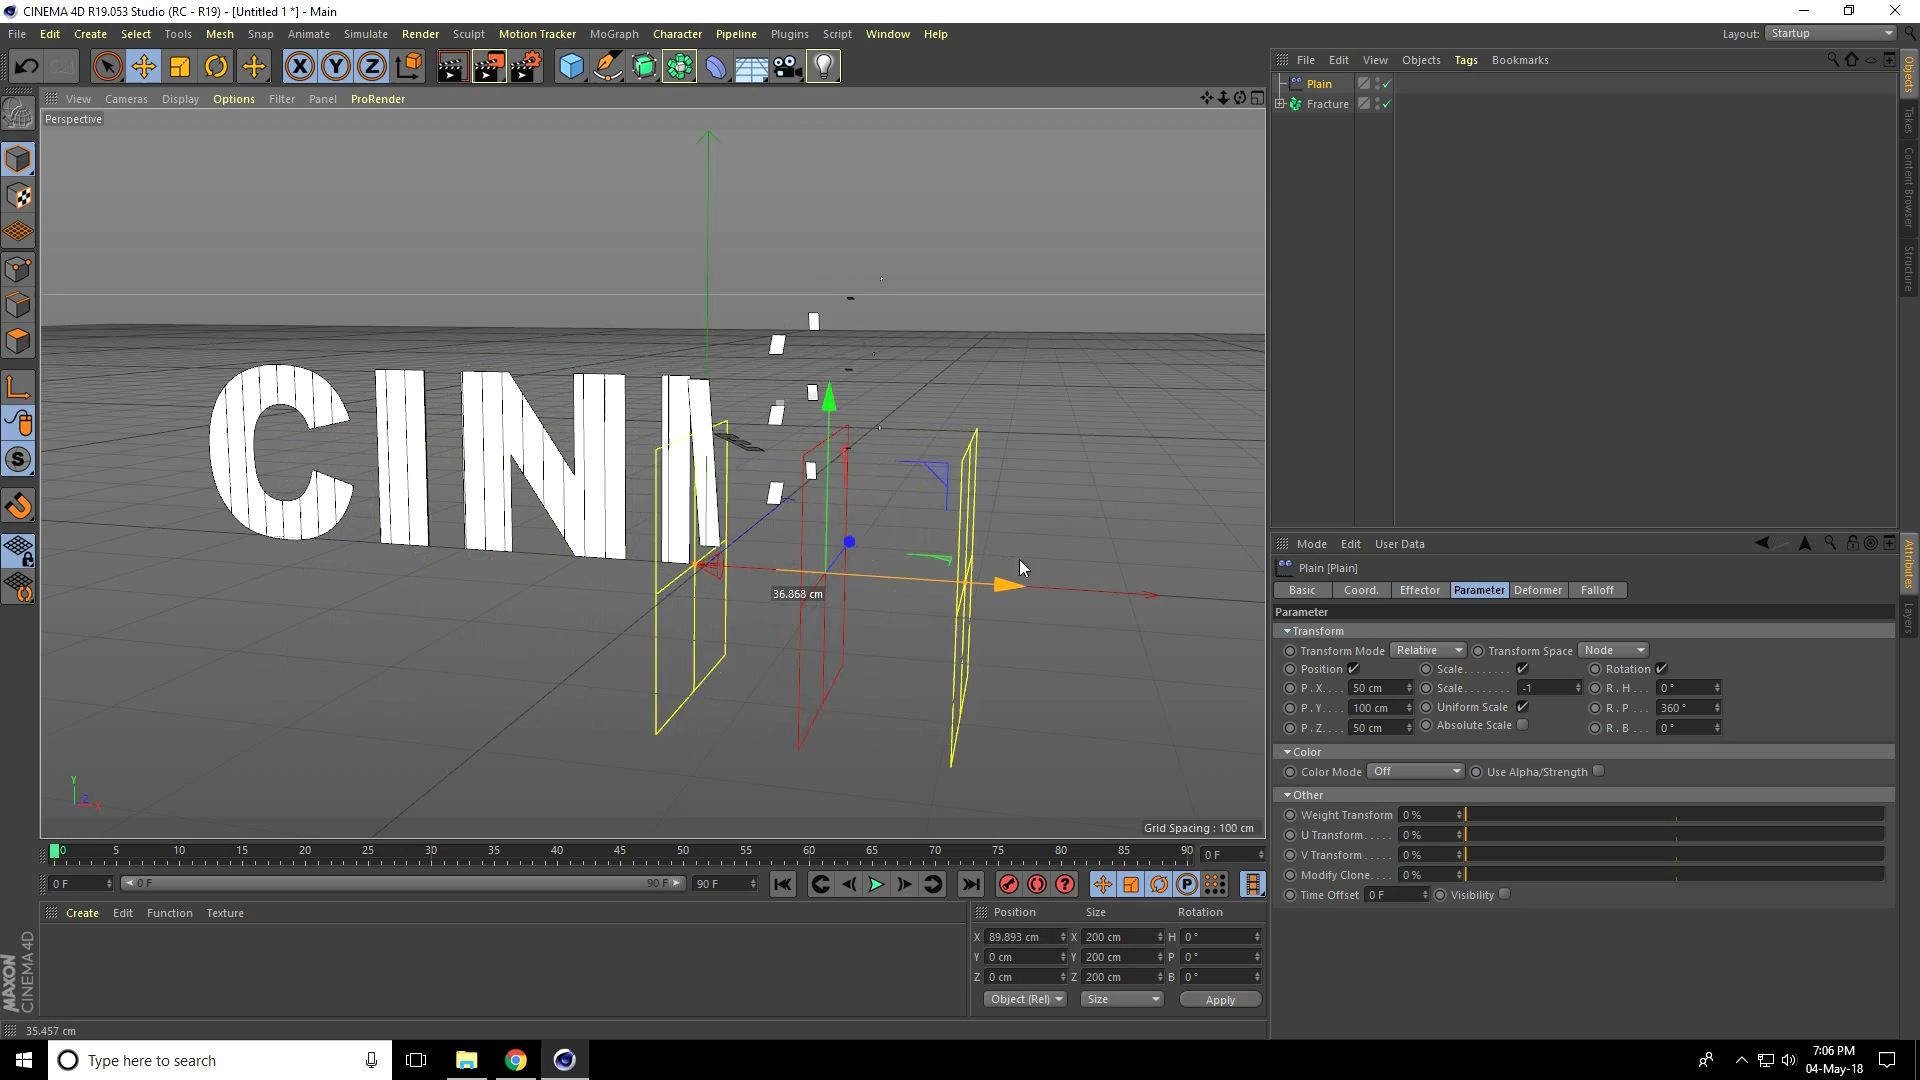 CINEMA 4D R19.053 Studio (RC - R19) - [Untitled 1 *] - Main
File Edit Create Select Tools Mesh Snap Animate Simulate Render Sculpt Motion Tracker MoGraph Character Pipeline Plugins Script Window Help
Layout: Startup
X Y Z
File Edit View Objects Tags Bookmarks
Plain
Fracture
Objects
Takes
Content Browser
Structure
View Cameras Display Options Filter Panel ProRender
Perspective
CINI
36.868 cm
Y
Z
X
Grid Spacing : 100 cm
Mode Edit User Data
Plain [Plain]
Basic Coord. Effector Parameter Deformer Falloff
Attributes
Layers
Parameter
Transform
Transform Mode Relative Transform Space Node
Position Scale........ Rotation
P . X.... 50 cm Scale........ -1 R . H... 0 °
P . Y.... 100 cm Uniform Scale R . P... 360 °
P . Z.... 50 cm Absolute Scale R . B... 0 °
Color
Color Mode Off Use Alpha/Strength
Other
Weight Transform 0 %
U Transform..... 0 %
V Transform..... 0 %
Modify Clone.... 0 %
Time Offset 0 F Visibility
0 5 10 15 20 25 30 35 40 45 50 55 60 65 70 75 80 85 90 0 F
0 F 0 F 90 F 90 F
P
Create Edit Function Texture
Position Size Rotation
X 89.893 cm X 200 cm H 0 °
Y 0 cm Y 200 cm P 0 °
Z 0 cm Z 200 cm B 0 °
Object (Rel) Size Apply
MAXON
CINEMA 4D
35.457 cm
Type here to search
7:06 PM
04-May-18